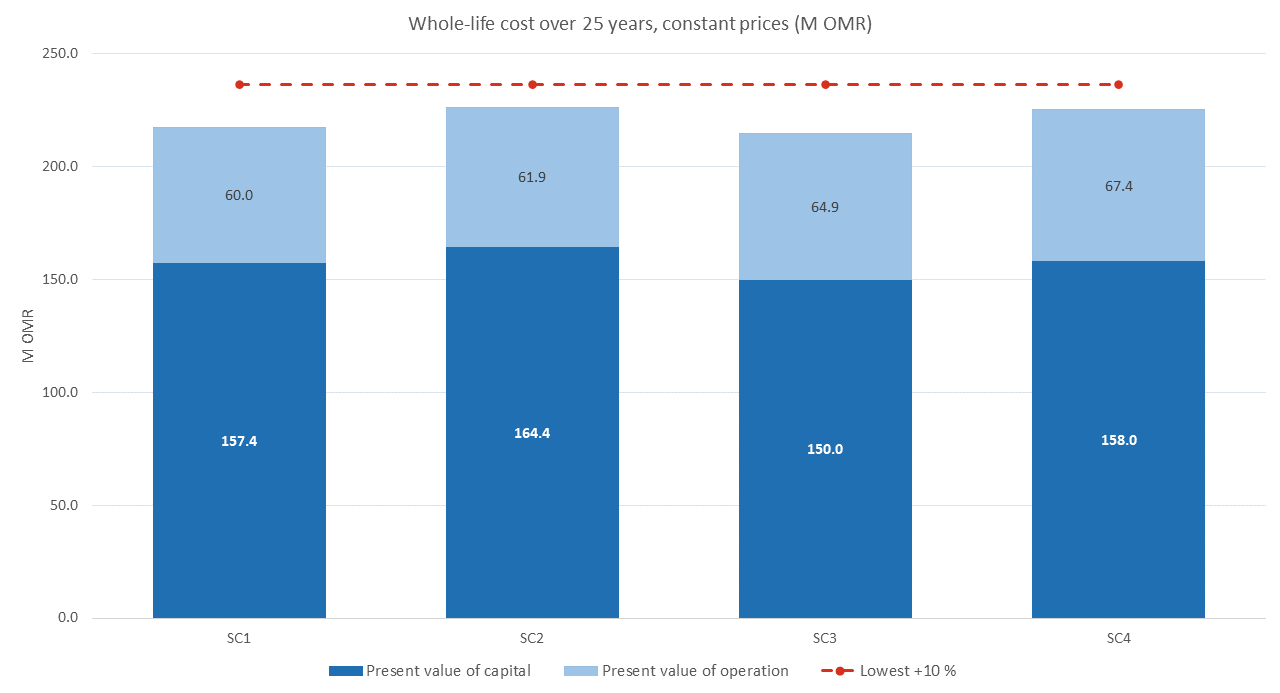 Whole-life cost over 25 years, constant prices (M OMR)
250.0
200.0
150.0
100.0
50.0
0.0
M OMR
60.0
61.9
64.9
67.4
157.4
164.4
150.0
158.0
SC1
SC2
SC3
SC4
Present value of capital
Present value of operation
Lowest +10 %